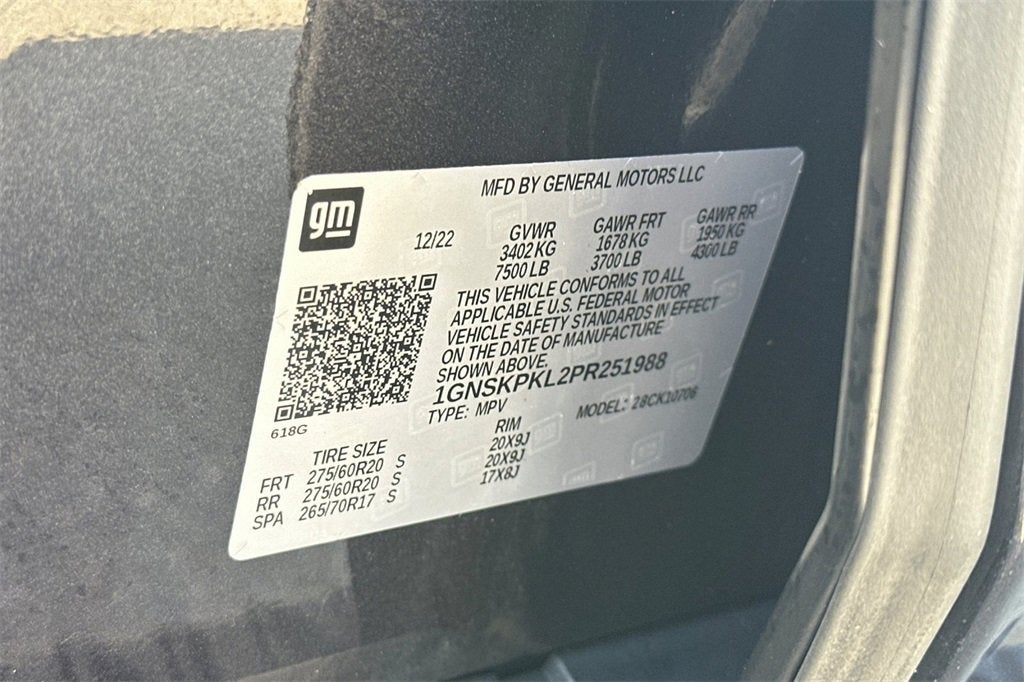 gm
MFD BY GENERAL MOTORS LLC
12/22
GVWR GAWR FRT GAWR RR
3402 KG 1678 KG 1950 KG
7500 LB 3700 LB 4300 LB
THIS VEHICLE CONFORMS TO ALL
APPLICABLE U.S. FEDERAL MOTOR
VEHICLE SAFETY STANDARDS IN EFFECT
ON THE DATE OF MANUFACTURE
SHOWN ABOVE.
1GNSKPKL2PR251988
TYPE: MPV MODEL: 28CK10706
618G
TIRE SIZE RIM
FRT 275/60R20 S 20X9J
RR 275/60R20 S 20X9J
SPA 265/70R17 S 17X8J